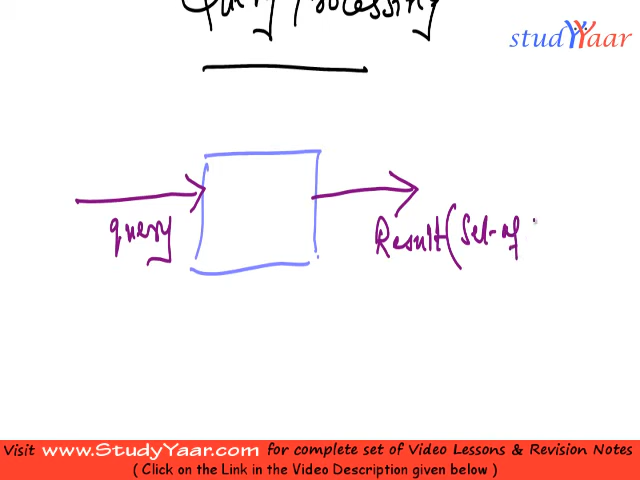 Query Processing
studYYaar
query
Result (Set-of
Visit www.StudyYaar.com for complete set of Video Lessons & Revision Notes
( Click on the Link in the Video Description given below )